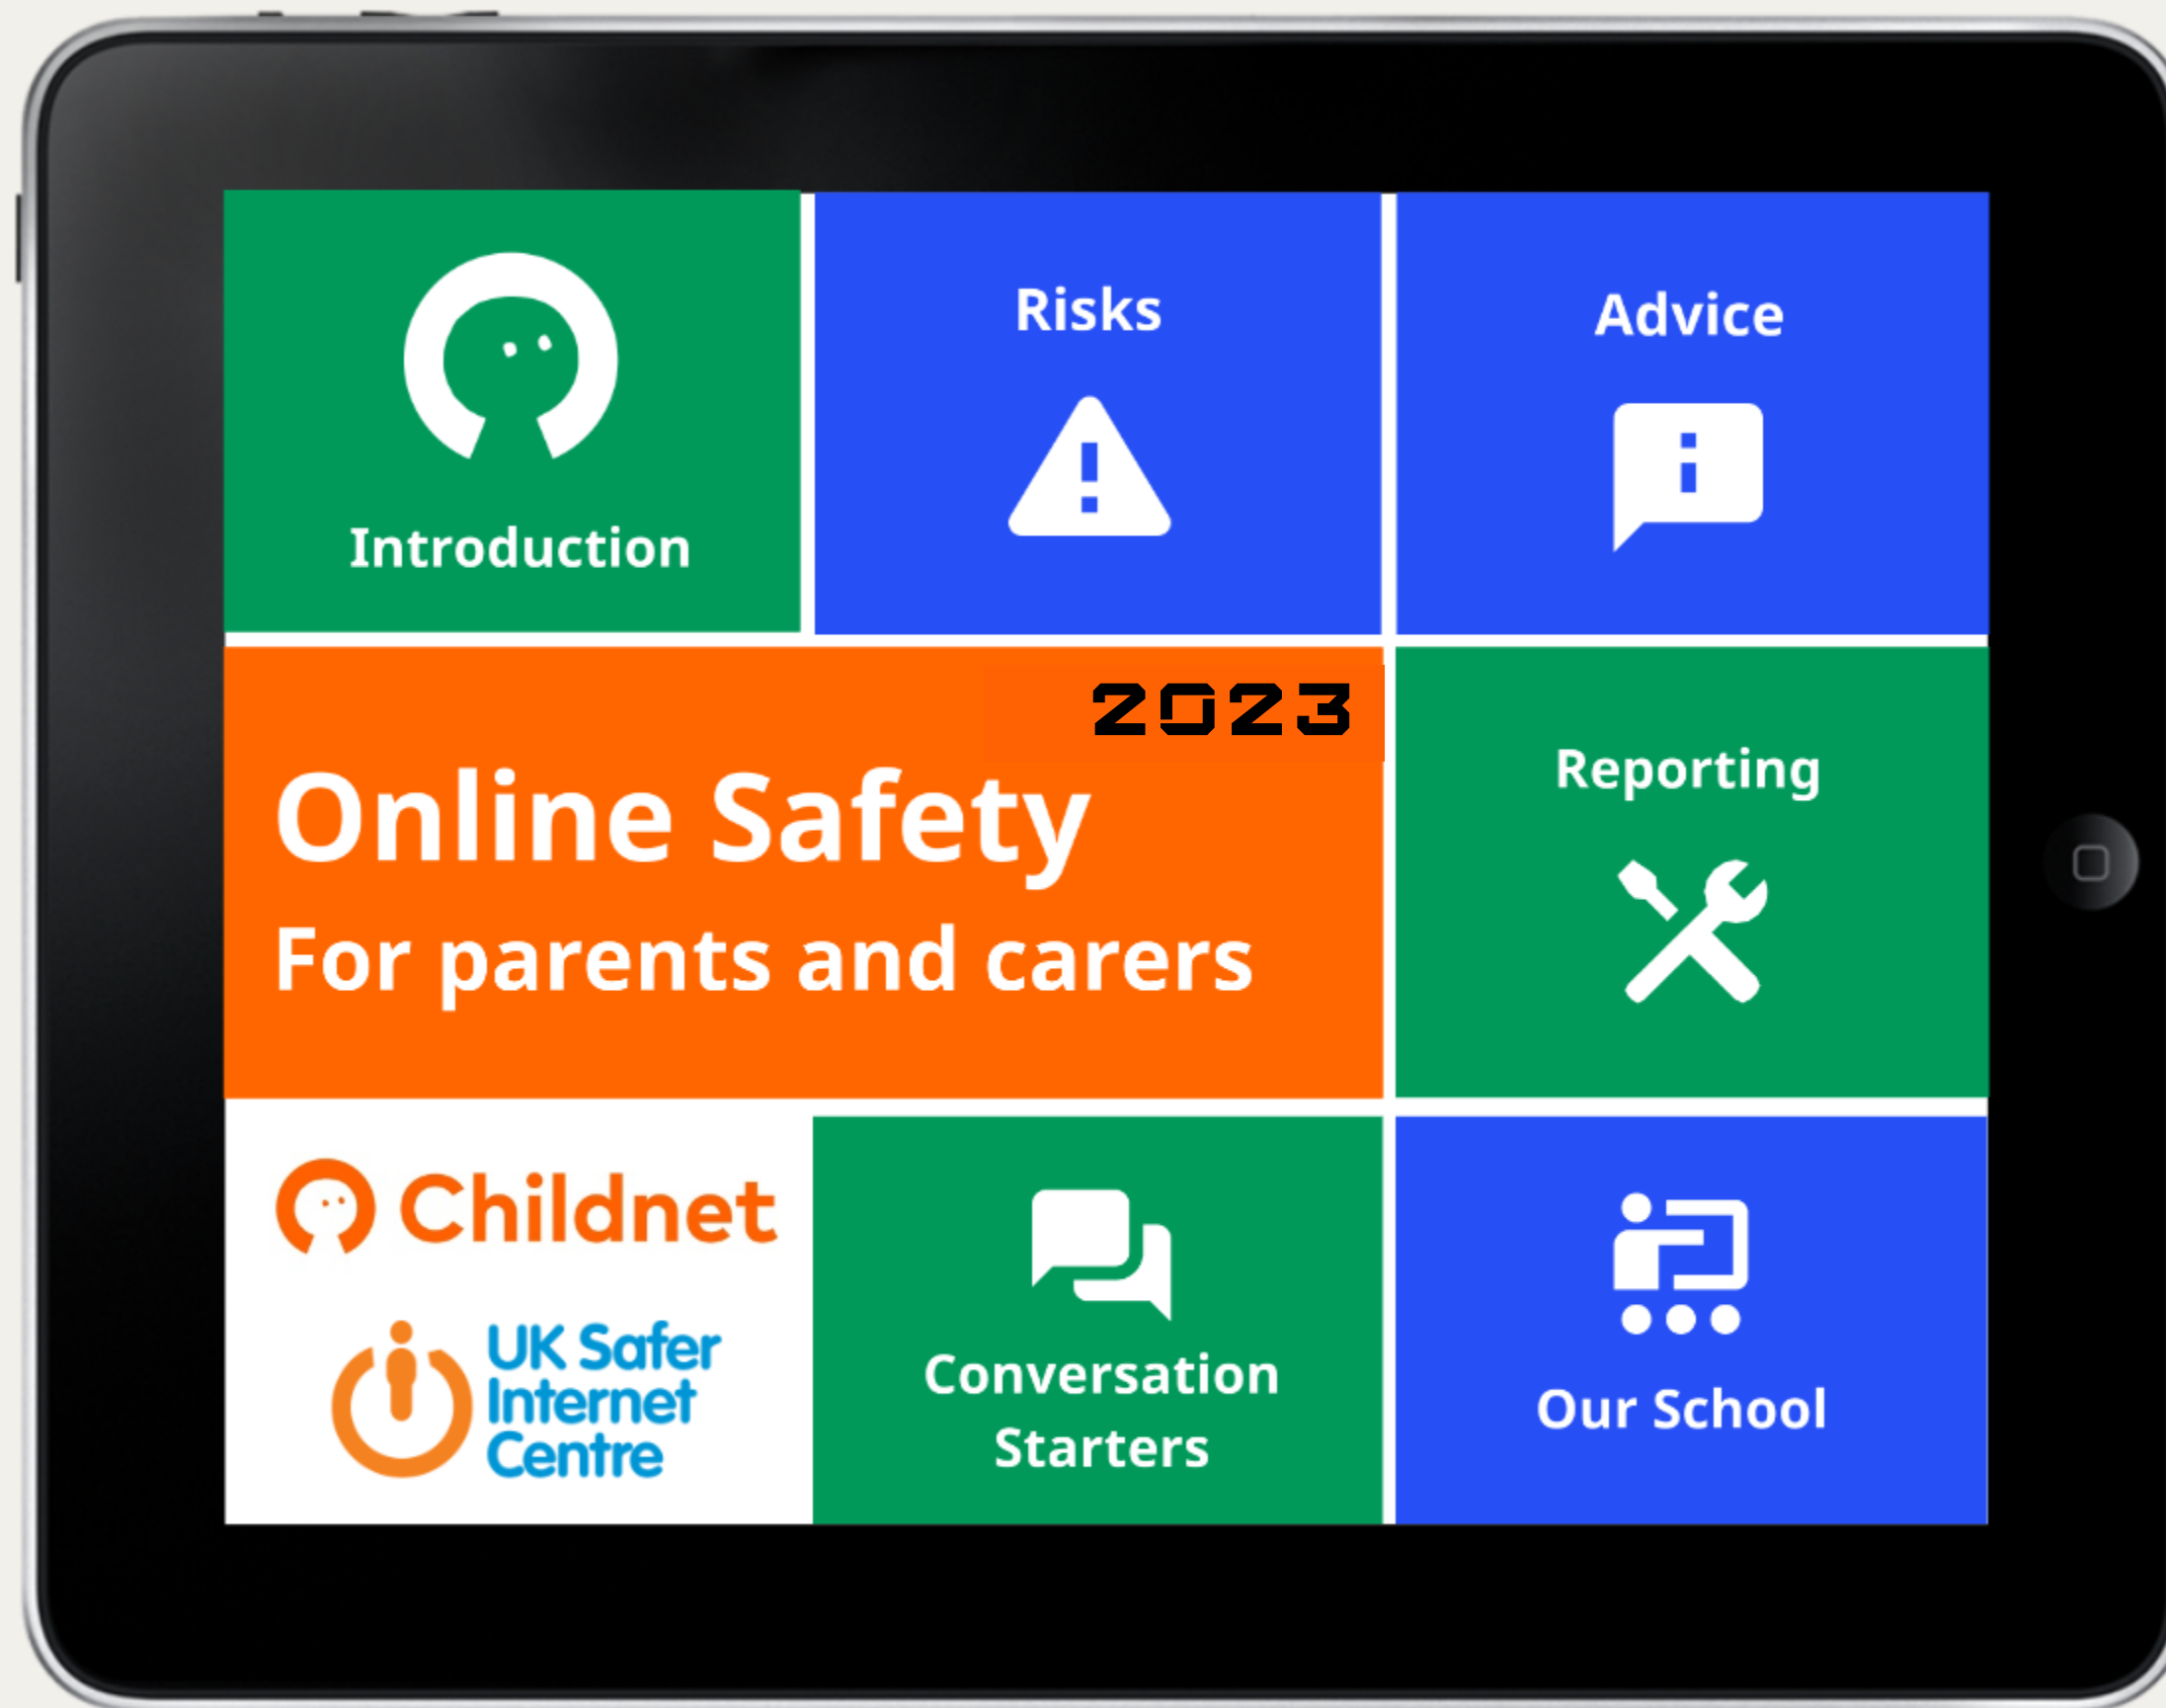 Introduction
Risks
Advice
2023
Online Safety
For parents and carers
Reporting
Childnet
UK Safer
Internet
Centre
Conversation
Starters
Our School